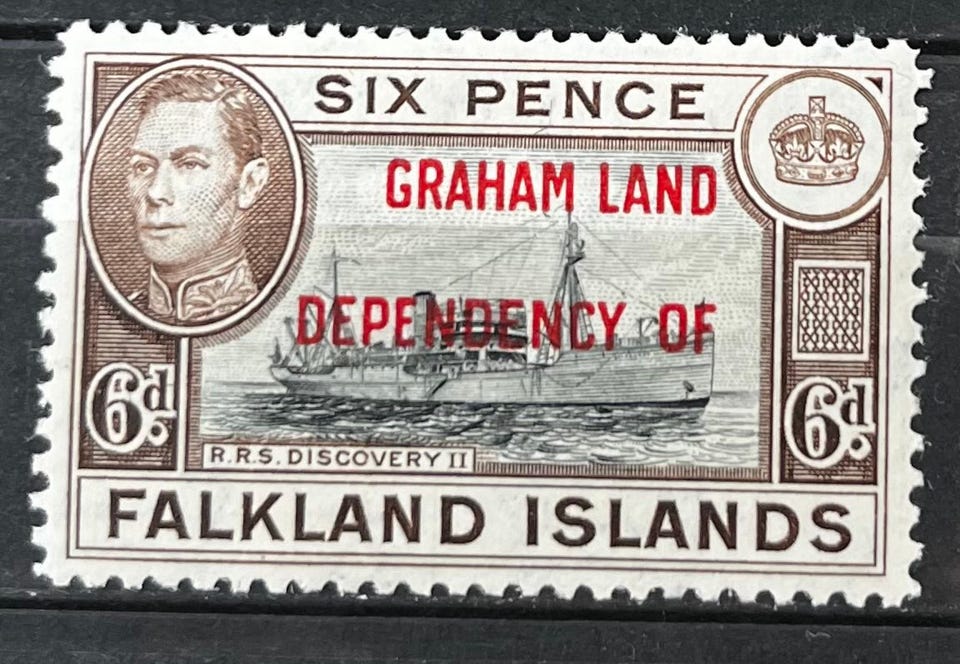 SIX PENCE
GRAHAM LAND
DEPENDENCY OF
6d. 6d.
R.R.S. DISCOVERY II
FALKLAND ISLANDS